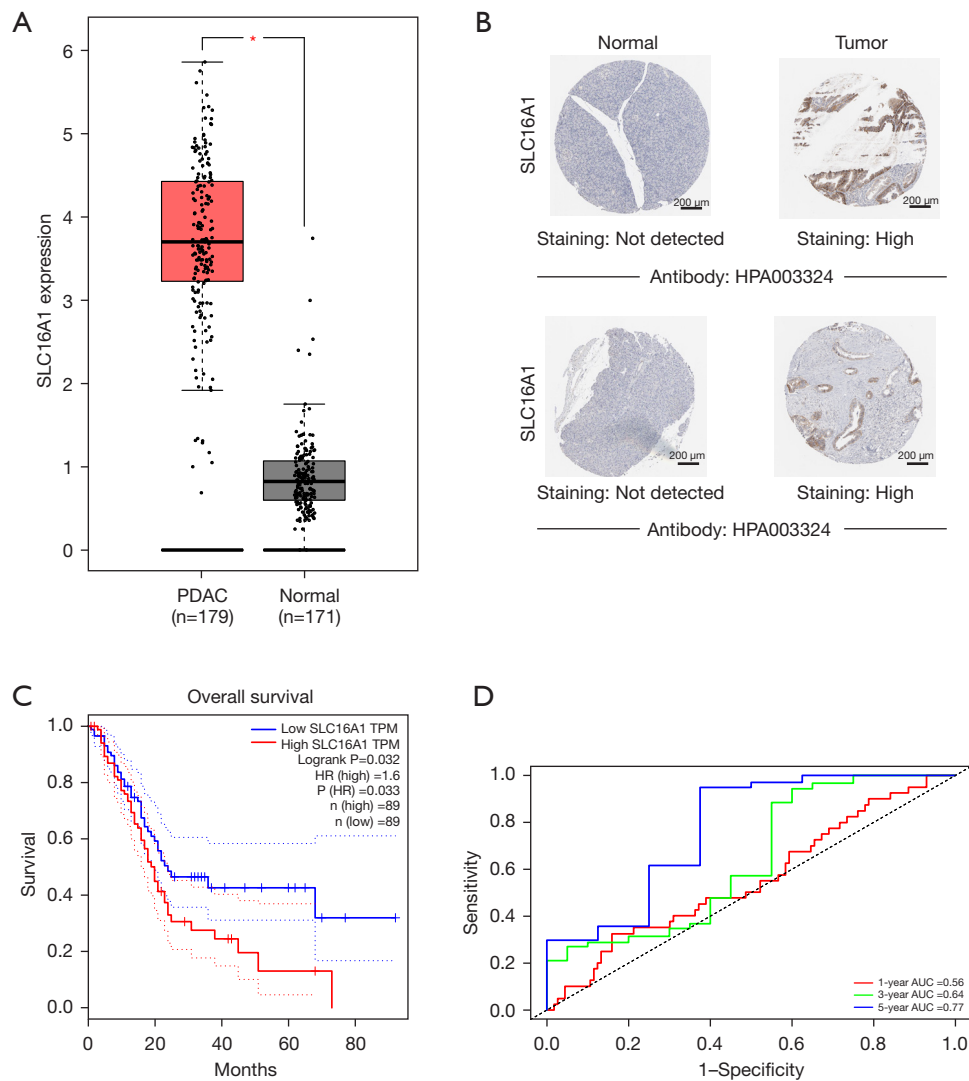 A
*
6
5
4
3
2
1
0
SLC16A1 expression
PDAC
(n=179)
Normal
(n=171)
B
Normal
Tumor
SLC16A1
200 μm
200 μm
Staining: Not detected
Staining: High
Antibody: HPA003324
SLC16A1
200 μm
200 μm
Staining: Not detected
Staining: High
Antibody: HPA003324
C
Overall survival
Low SLC16A1 TPM
High SLC16A1 TPM
Logrank P=0.032
HR (high) =1.6
P (HR) =0.033
n (high) =89
n (low) =89
1.0
0.8
0.6
0.4
0.2
0.0
Survival
0 20 40 60 80
Months
D
1.0
0.8
0.6
0.4
0.2
0.0
Sensitivity
1-year AUC =0.56
3-year AUC =0.64
5-year AUC =0.77
0.0 0.2 0.4 0.6 0.8 1.0
1–Specificity